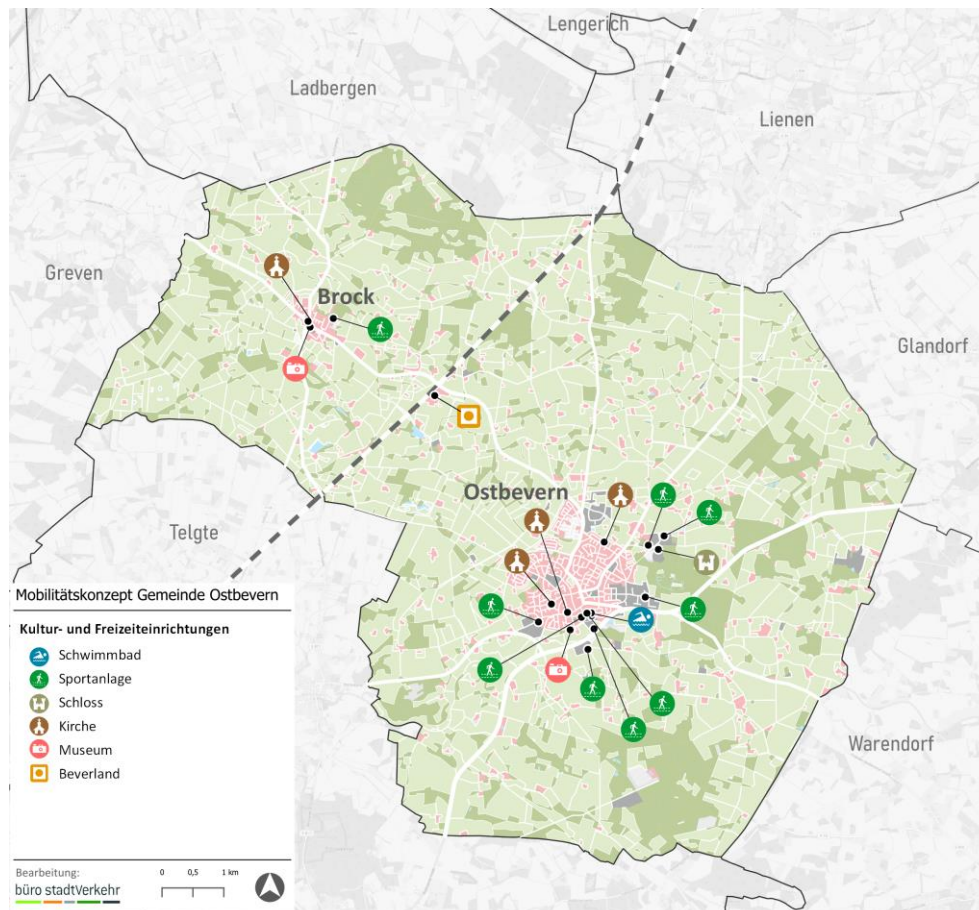 Lengerich
Ladbergen
Lienen
Greven
Brock
Glandorf
Ostbevern
Telgte
Warendorf
Mobilitätskonzept Gemeinde Ostbevern
Kultur- und Freizeiteinrichtungen
Schwimmbad
Sportanlage
Schloss
Kirche
Museum
Beverland
Bearbeitung:
büro stadtVerkehr
0 0,5 1 km